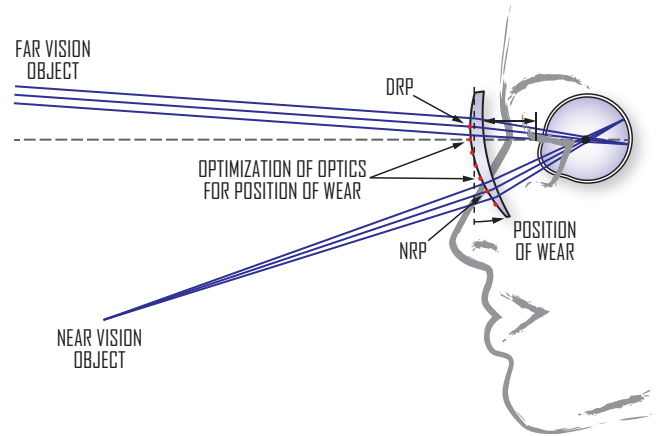 FAR VISION
OBJECT
DRP
OPTIMIZATION OF OPTICS
FOR POSITION OF WEAR
NRP
POSITION
OF WEAR
NEAR VISION
OBJECT